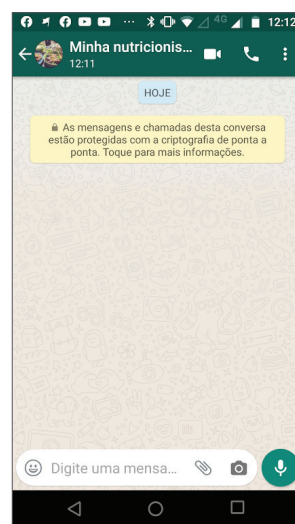 4G 12:12
Minha nutricionis...
12:11
HOJE
As mensagens e chamadas desta conversa
estão protegidas com a criptografia de ponta a
ponta. Toque para mais informações.
Digite uma mensa...